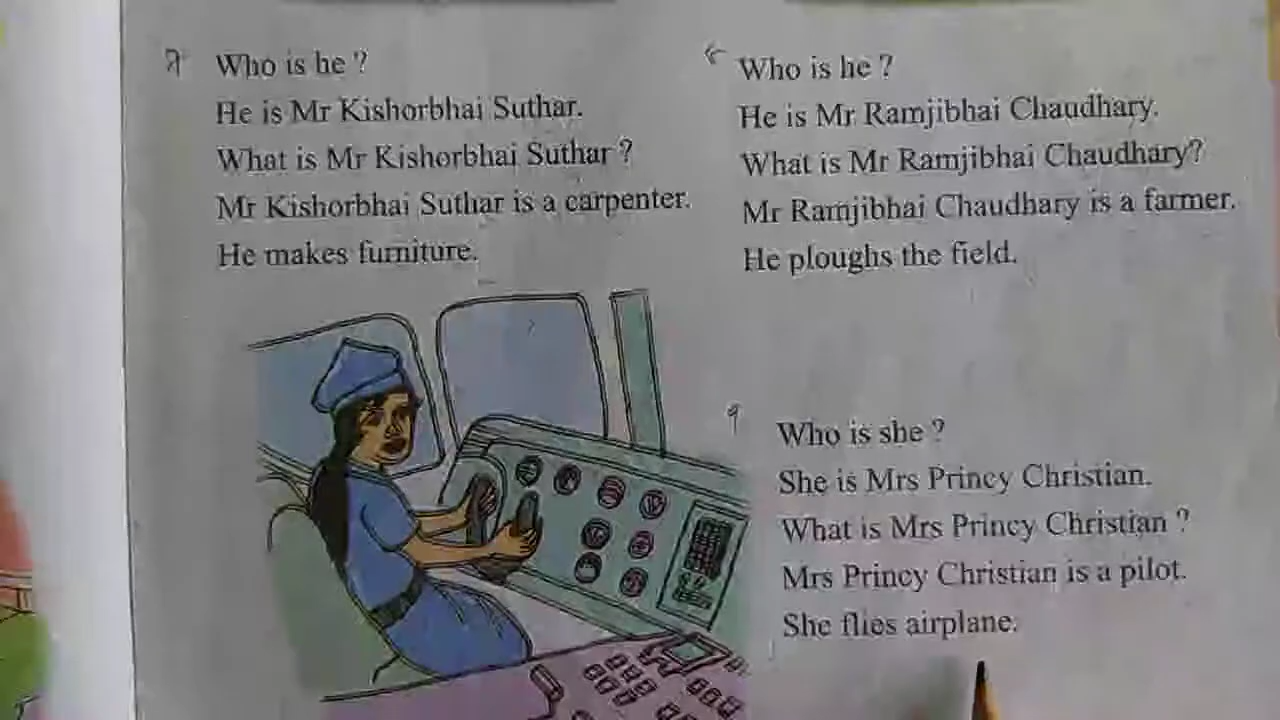 Who is he ?
He is Mr Kishorbhai Suthar.
What is Mr Kishorbhai Suthar ?
Mr Kishorbhai Suthar is a carpenter.
He makes furniture.
Who is he ?
He is Mr Ramjibhai Chaudhary.
What is Mr Ramjibhai Chaudhary?
Mr Ramjibhai Chaudhary is a farmer.
He ploughs the field.
Who is she ?
She is Mrs Princy Christian.
What is Mrs Princy Christian ?
Mrs Princy Christian is a pilot.
She flies airplane.